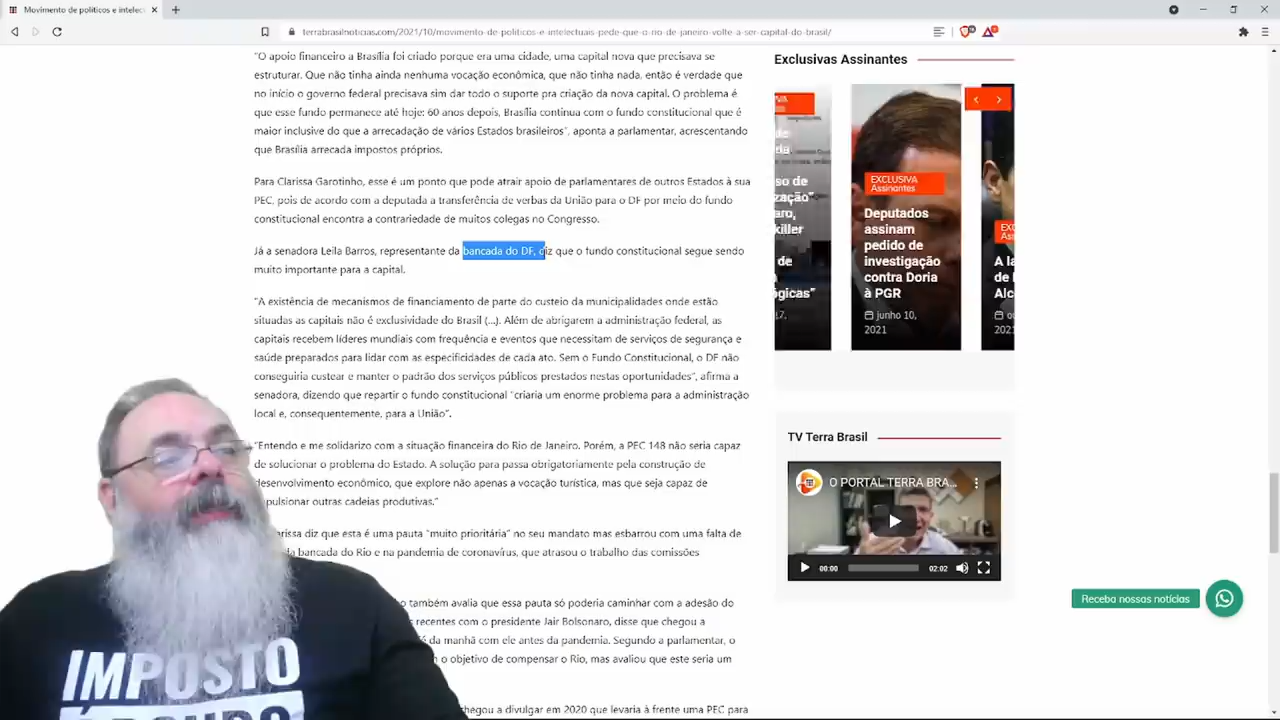 Movimento de políticos e intelec
terrabrasilnoticias.com/2021/10/movimento-de-politicos-e-intelectuais-pede-que-o-rio-de-janeiro-volte-a-ser-capital-do-brasil/
"O apoio financeiro a Brasília foi criado porque era uma cidade, uma capital nova que precisava se
estruturar. Que não tinha ainda nenhuma vocação econômica, que não tinha nada, então é verdade que
no início o governo federal precisava sim dar todo o suporte pra criação da nova capital. O problema é
que esse fundo permanece até hoje: 60 anos depois, Brasília continua com o fundo constitucional que é
maior inclusive do que a arrecadação de vários Estados brasileiros", aponta a parlamentar, acrescentando
que Brasília arrecada impostos próprios.
Para Clarissa Garotinho, esse é um ponto que pode atrair apoio de parlamentares de outros Estados à sua
PEC, pois de acordo com a deputada a transferência de verbas da União para o DF por meio do fundo
constitucional encontra a contrariedade de muitos colegas no Congresso.
Já a senadora Leila Barros, representante da bancada do DF, diz que o fundo constitucional segue sendo
muito importante para a capital.
"A existência de mecanismos de financiamento de parte do custeio da municipalidades onde estão
situadas as capitais não é exclusividade do Brasil (...). Além de abrigarem a administração federal, as
capitais recebem líderes mundiais com frequência e eventos que necessitam de serviços de segurança e
saúde preparados para lidar com as especificidades de cada ato. Sem o Fundo Constitucional, o DF não
conseguiria custear e manter o padrão dos serviços públicos prestados nestas oportunidades", afirma a
senadora, dizendo que repartir o fundo constitucional "criaria um enorme problema para a administração
local e, consequentemente, para a União".
"Entendo e me solidarizo com a situação financeira do Rio de Janeiro. Porém, a PEC 148 não seria capaz
de solucionar o problema do Estado. A solução para passa obrigatoriamente pela construção de
desenvolvimento econômico, que explore não apenas a vocação turística, mas que seja capaz de
pulsionar outras cadeias produtivas."
arissa diz que esta é uma pauta "muito prioritária" no seu mandato mas esbarrou com uma falta de
da bancada do Rio e na pandemia de coronavírus, que atrasou o trabalho das comissões
o também avalia que essa pauta só poderia caminhar com a adesão do
s recentes com o presidente Jair Bolsonaro, disse que chegou a
fé da manhã com ele antes da pandemia. Segundo a parlamentar, o
o objetivo de compensar o Rio, mas avaliou que este seria um
chegou a divulgar em 2020 que levaria à frente uma PEC para
Exclusivas Assinantes
so de
zação"
aro,
killer
de
ógicas"
17.
EXCLUSIVA
Assinantes
Deputados
assinam
pedido de
investigação
contra Doria
à PGR
junho 10,
2021
A la
de
Alc
TV Terra Brasil
O PORTAL TERRA BRA...
00:00
02:02
Receba nossas notícias
IMPOSTO